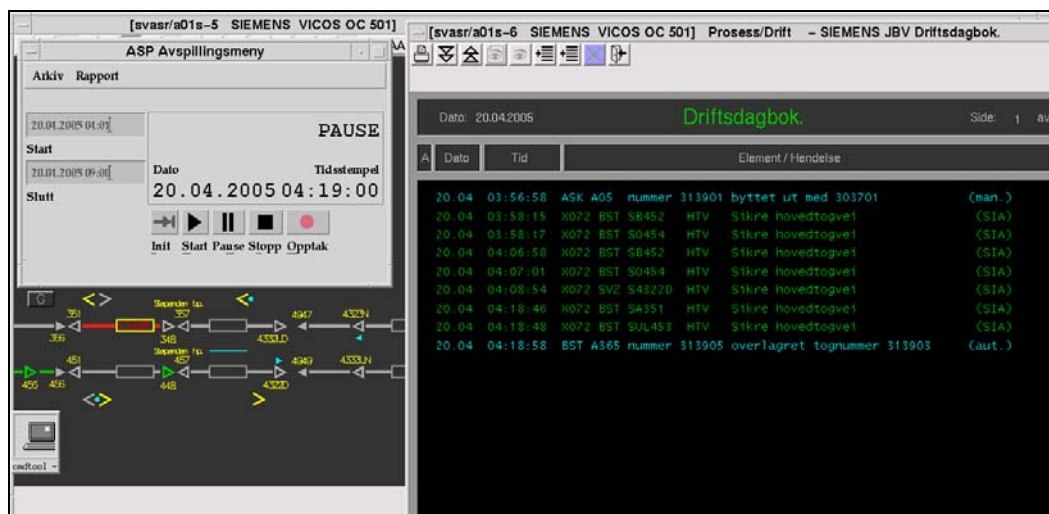 [svasr/a01s-5 SIEMENS VICOS OC 501]
ASP Avspillingsmeny
Arkiv Rapport
20.04.2005 04:01
Start
20.04.2005 09:00
Slutt
PAUSE
Dato Tidsstempel
20.04.2005 04:19:00
Init Start Pause Stopp Opptak
G
Slependen bp.
351 357 4947 4323N
356 348 4333UD
Slependen hp.
451 457 4949 4333UN
455 456 448 4322D
cmdtool -
[svasr/a01s-6 SIEMENS VICOS OC 501] Prosess/Drift - SIEMENS JBV Driftsdagbok.
Dato: 20.04.2005 Driftsdagbok. Side: 1 av
A Dato Tid Element / Hendelse
20.04 03:56:58 ASK A05 nummer 313901 byttet ut med 303701 (man.)
20.04 03:58:15 X072 BST SB452 HTV Sikre hovedtogvei (SIA)
20.04 03:58:17 X072 BST S0454 HTV Sikre hovedtogvei (SIA)
20.04 04:06:58 X072 BST SB452 HTV Sikre hovedtogvei (SIA)
20.04 04:07:01 X072 BST S0454 HTV Sikre hovedtogvei (SIA)
20.04 04:08:54 X072 SVZ S4322D HTV Sikre hovedtogvei (SIA)
20.04 04:18:46 X072 BST SA351 HTV Sikre hovedtogvei (SIA)
20.04 04:18:48 X072 BST SUL453 HTV Sikre hovedtogvei (SIA)
20.04 04:18:58 BST A365 nummer 313905 overlagret tognummer 313903 (aut.)